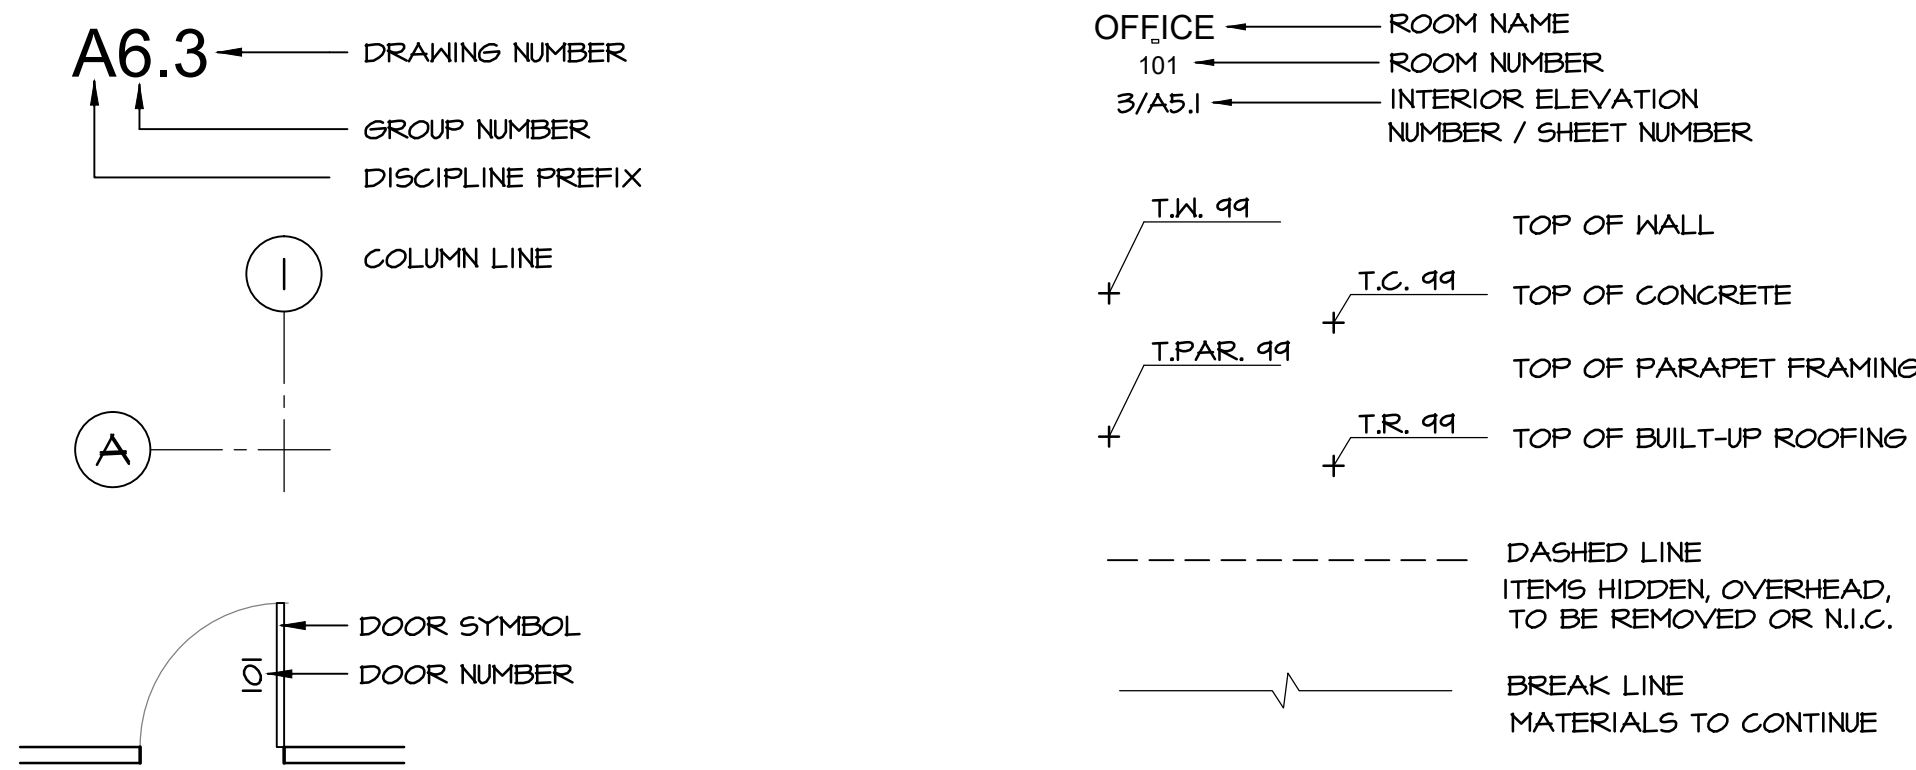 A6.3
DRAWING NUMBER
GROUP NUMBER
DISCIPLINE PREFIX
1
COLUMN LINE
A
DOOR SYMBOL
101
DOOR NUMBER
OFFICE
ROOM NAME
101
ROOM NUMBER
3/A5.1
INTERIOR ELEVATION
NUMBER / SHEET NUMBER
T.W. 99
TOP OF WALL
T.C. 99
TOP OF CONCRETE
T.PAR. 99
TOP OF PARAPET FRAMING
T.R. 99
TOP OF BUILT-UP ROOFING
DASHED LINE
ITEMS HIDDEN, OVERHEAD,
TO BE REMOVED OR N.I.C.
BREAK LINE
MATERIALS TO CONTINUE